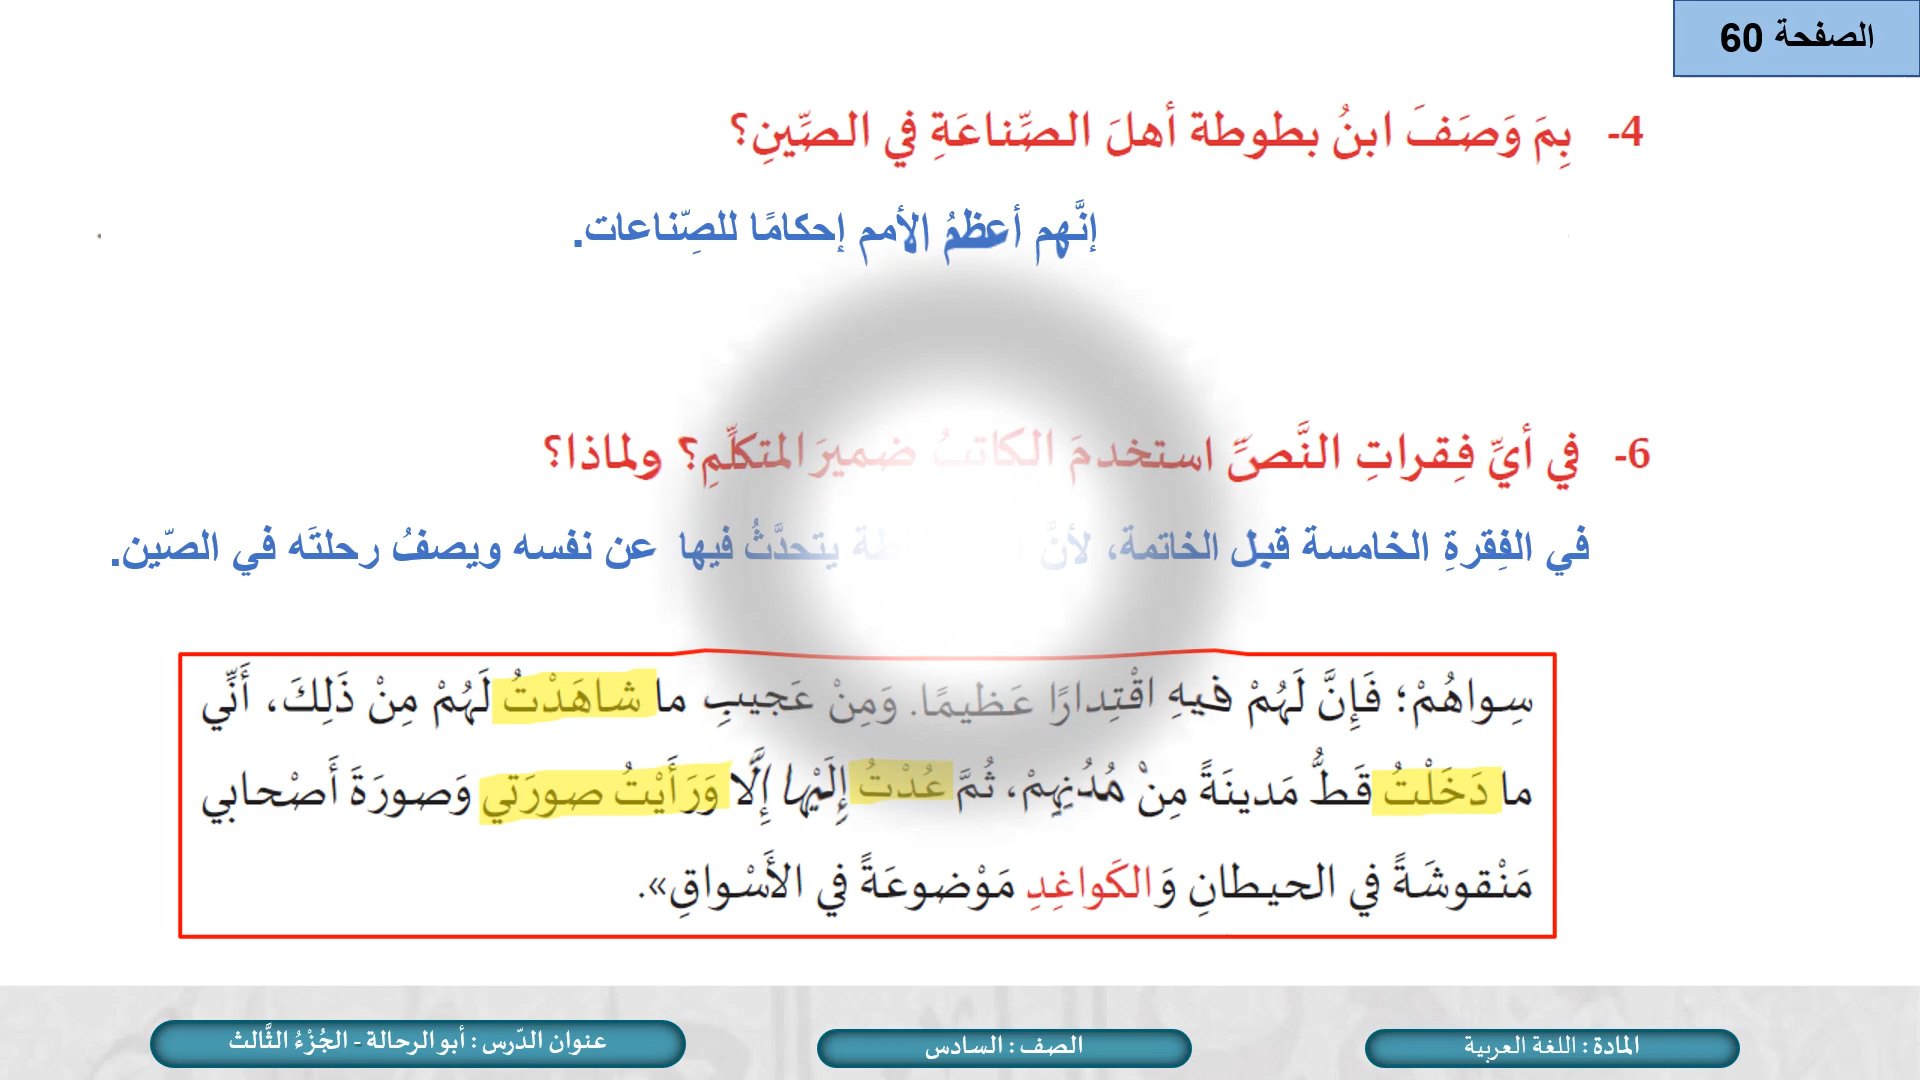 الصفحة 60
4- بِمَ وَصَفَ ابنُ بطوطة أهلَ الصِّناعَةِ في الصِّينِ؟
إنَّهم أعظمُ الأمم إحكامًا للصِّناعات.
6- في أيِّ فِقراتِ النَّصِّ استخدمَ الكاتبُ ضميرَ المتكلِّمِ؟ ولماذا؟
في الفِقرةِ الخامسة قبل الخاتمة، لأنَّ يتحدَّثُ فيها عن نفسه ويصفُ رحلتَه في الصّين.
سِواهُمْ؛ فَإِنَّ لَهُمْ فيهِ اقْتِدارًا عَظيمًا. وَمِنْ عَجيبِ ما شاهَدْتُ لَهُمْ مِنْ ذَلِكَ، أَنّي
ما دَخَلْتُ قَطُّ مَدينَةً مِنْ مُدُنِهِمْ، ثُمَّ عُدْتُ إِلَيْها إِلَّا وَرَأَيْتُ صورَتي وَصورَةَ أَصْحابي
مَنْقوشَةً في الحيطانِ وَالكَواغِدِ مَوْضوعَةً في الأَسْواقِ».
المادة : اللغة العربية
الصف : السادس
عنوان الدّرس : أبو الرحالة - الجُزْءُ الثَّالث